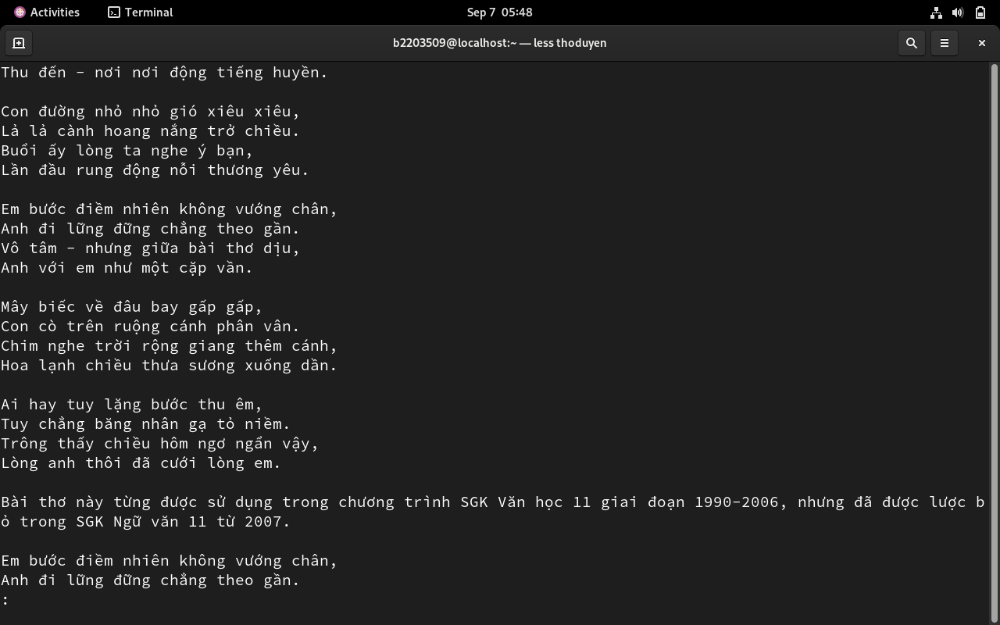 Activities
Terminal
Sep 7 05:48
b2203509@localhost:~ — less thoduyen
Thu đến - nơi nơi động tiếng huyền.
Con đường nhỏ nhỏ gió xiêu xiêu,
Lả lả cành hoang nắng trở chiều.
Buổi ấy lòng ta nghe ý bạn,
Lần đầu rung động nỗi thương yêu.
Em bước điềm nhiên không vướng chân,
Anh đi lững đững chẳng theo gần.
Vô tâm - nhưng giữa bài thơ dịu,
Anh với em như một cặp vần.
Mây biếc về đâu bay gấp gấp,
Con cò trên ruộng cánh phân vân.
Chim nghe trời rộng giang thêm cánh,
Hoa lạnh chiều thưa sương xuống dần.
Ai hay tuy lặng bước thu êm,
Tuy chẳng băng nhân gạ tỏ niềm.
Trông thấy chiều hôm ngơ ngẩn vậy,
Lòng anh thôi đã cưới lòng em.
Bài thơ này từng được sử dụng trong chương trình SGK Văn học 11 giai đoạn 1990-2006, nhưng đã được lược b
ỏ trong SGK Ngữ văn 11 từ 2007.
Em bước điềm nhiên không vướng chân,
Anh đi lững đững chẳng theo gần.
: